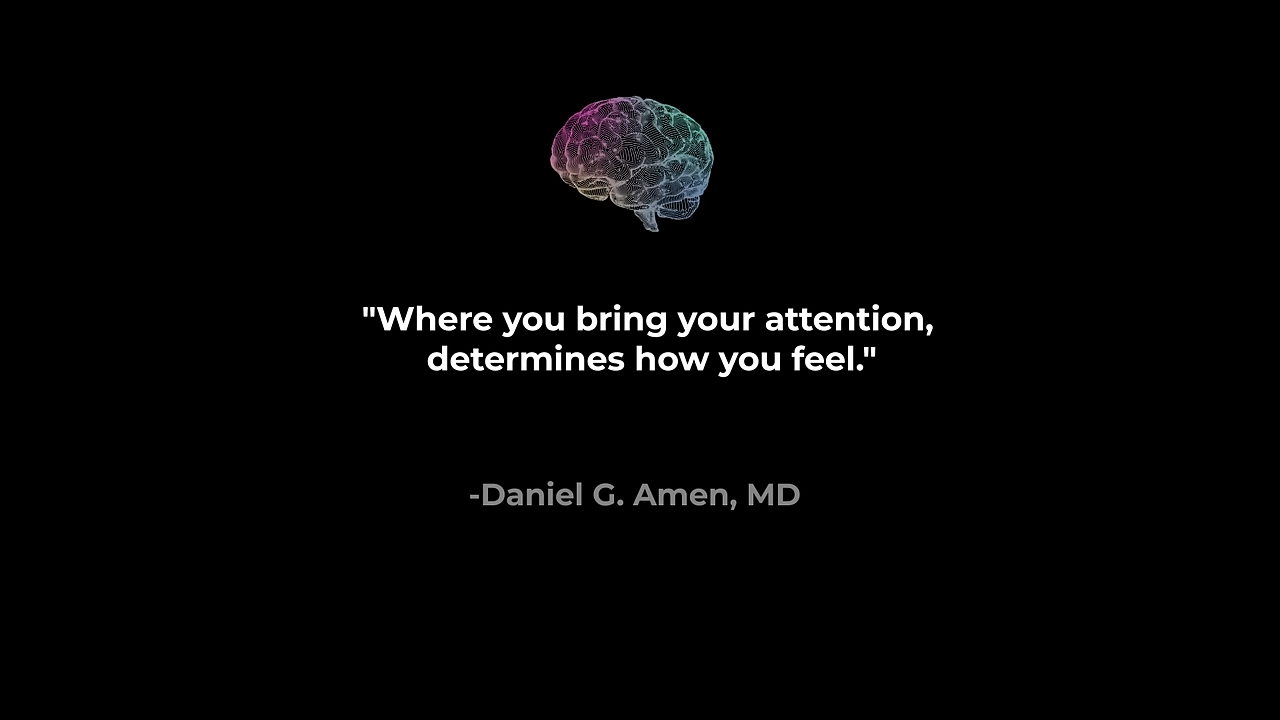 "Where you bring your attention,
determines how you feel."
-Daniel G. Amen, MD